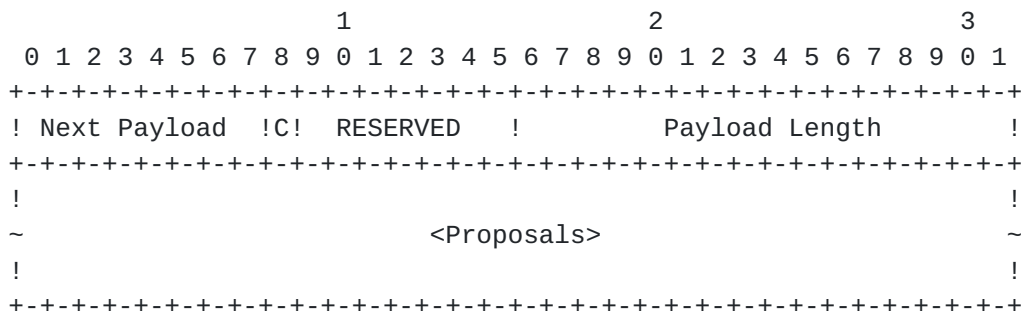 1                   2                   3
 0 1 2 3 4 5 6 7 8 9 0 1 2 3 4 5 6 7 8 9 0 1 2 3 4 5 6 7 8 9 0 1
+-+-+-+-+-+-+-+-+-+-+-+-+-+-+-+-+-+-+-+-+-+-+-+-+-+-+-+-+-+-+-+-+
! Next Payload  !C!  RESERVED   !         Payload Length        !
+-+-+-+-+-+-+-+-+-+-+-+-+-+-+-+-+-+-+-+-+-+-+-+-+-+-+-+-+-+-+-+-+
!                                                               !
~                          <Proposals>                          ~
!                                                               !
+-+-+-+-+-+-+-+-+-+-+-+-+-+-+-+-+-+-+-+-+-+-+-+-+-+-+-+-+-+-+-+-+